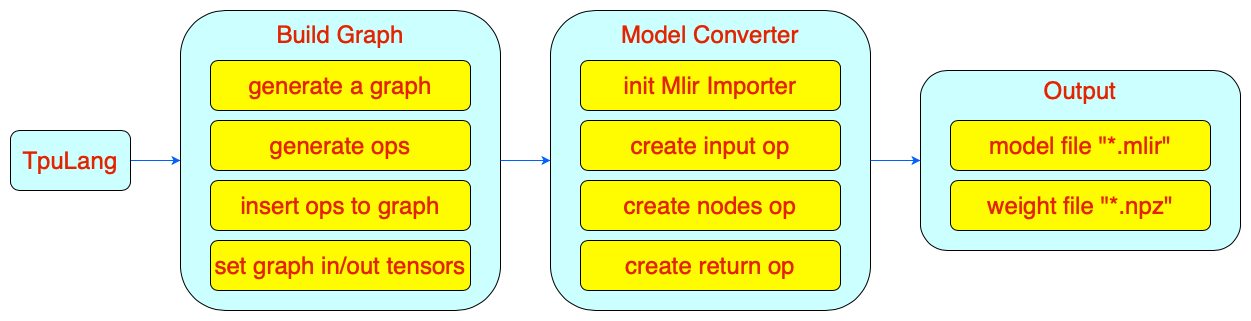 TpuLang
Build Graph
generate a graph
generate ops
insert ops to graph
set graph in/out tensors
Model Converter
init Mlir Importer
create input op
create nodes op
create return op
Output
model file "*.mlir"
weight file "*.npz"